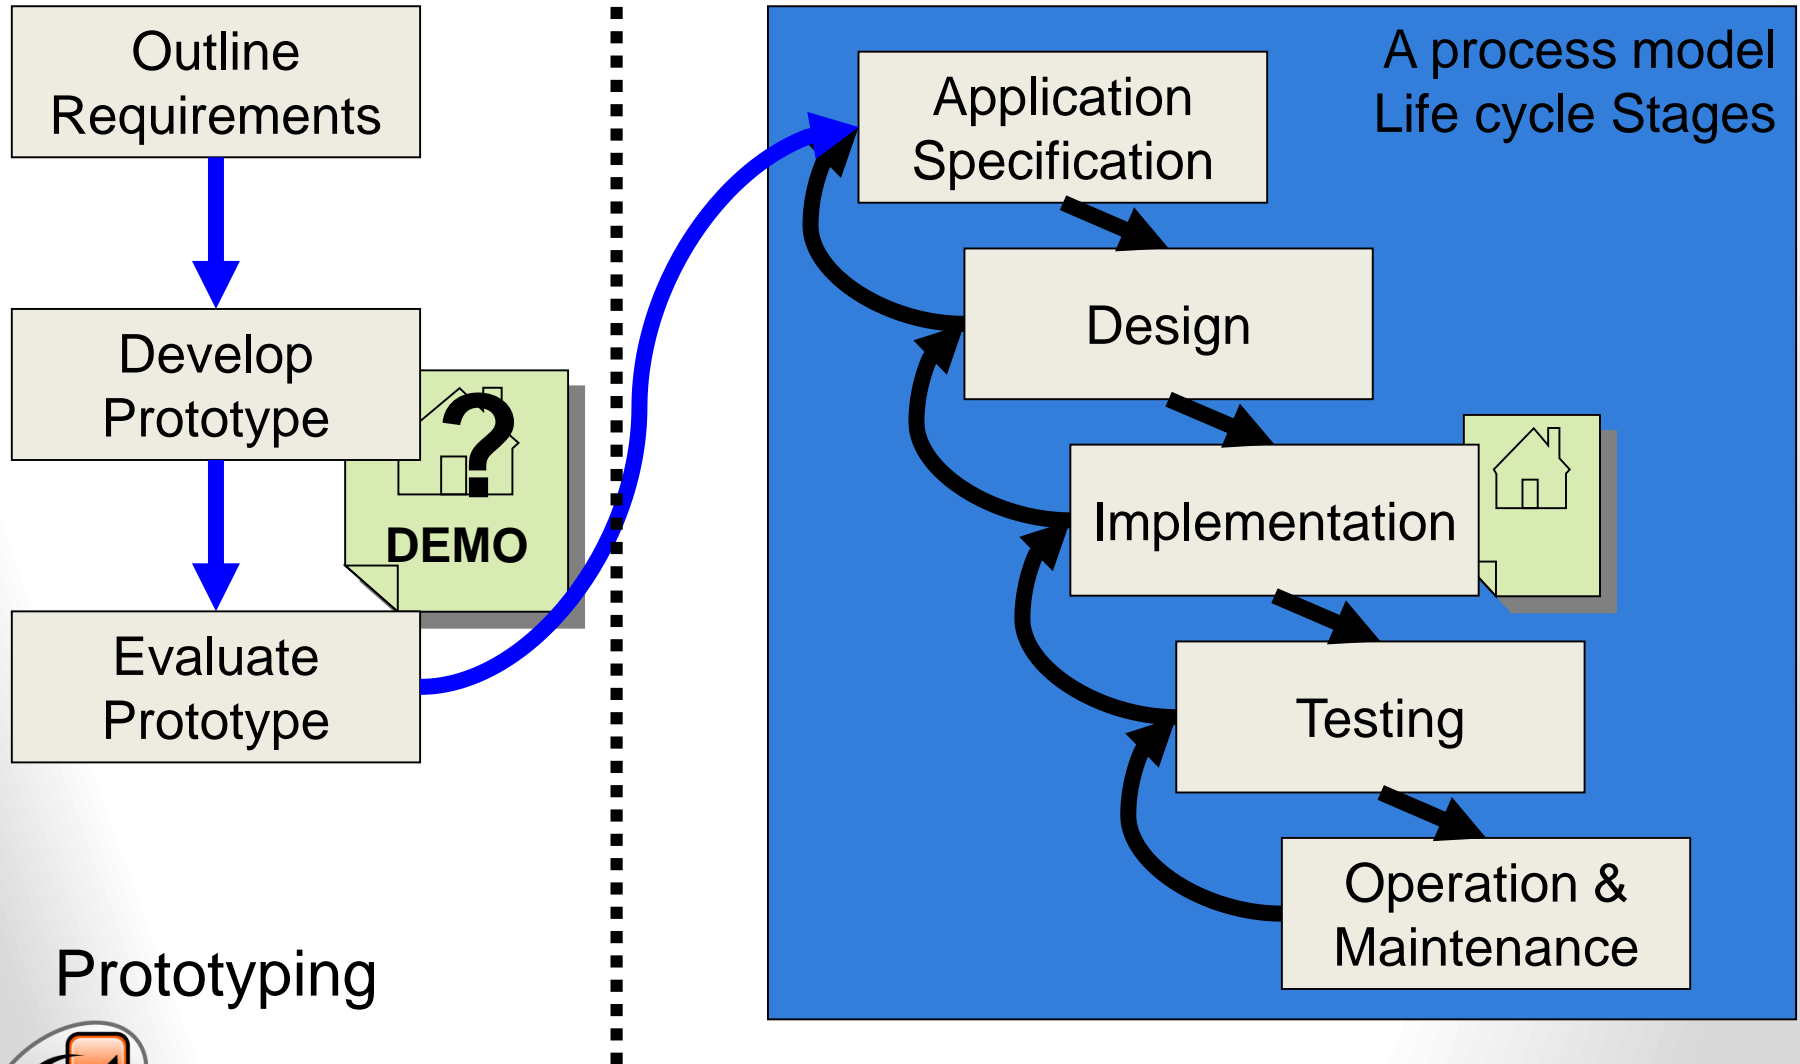 Outline
Requirements
Develop
Prototype
?
DEMO
Evaluate
Prototype
Prototyping
A process model
Life cycle Stages
Application
Specification
Design
Implementation
Testing
Operation &
Maintenance